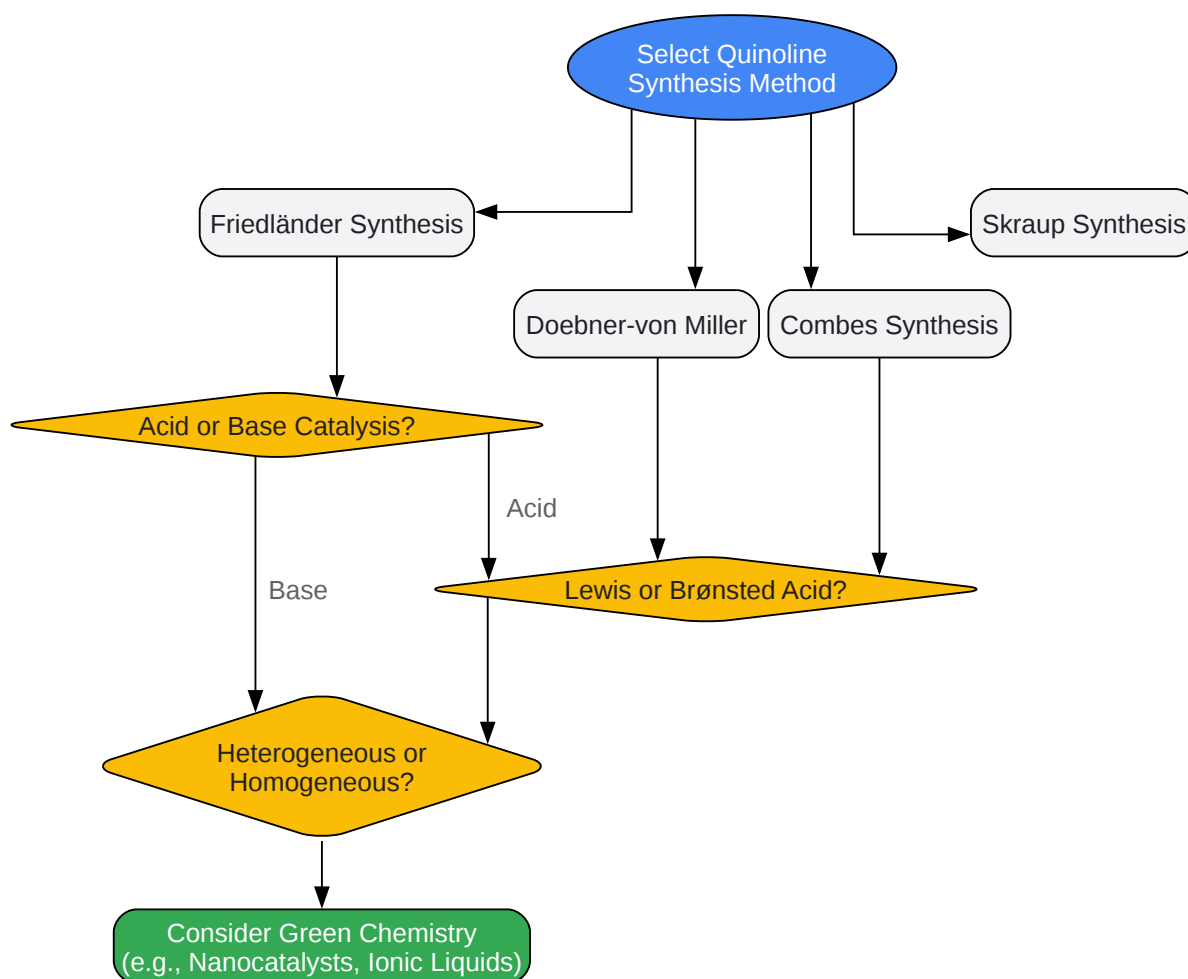 Select Quinoline
Synthesis Method
Friedländer Synthesis
Skraup Synthesis
Doebner-von Miller
Combes Synthesis
Acid or Base Catalysis?
Acid
Base
Lewis or Brønsted Acid?
Heterogeneous or
Homogeneous?
Consider Green Chemistry
(e.g., Nanocatalysts, Ionic Liquids)